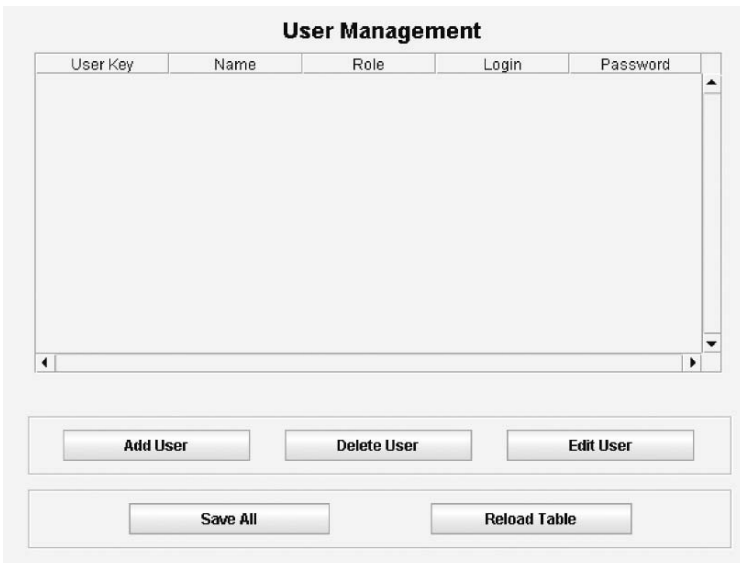 User Management
User Key Name Role Login Password
Add User Delete User Edit User
Save All Reload Table